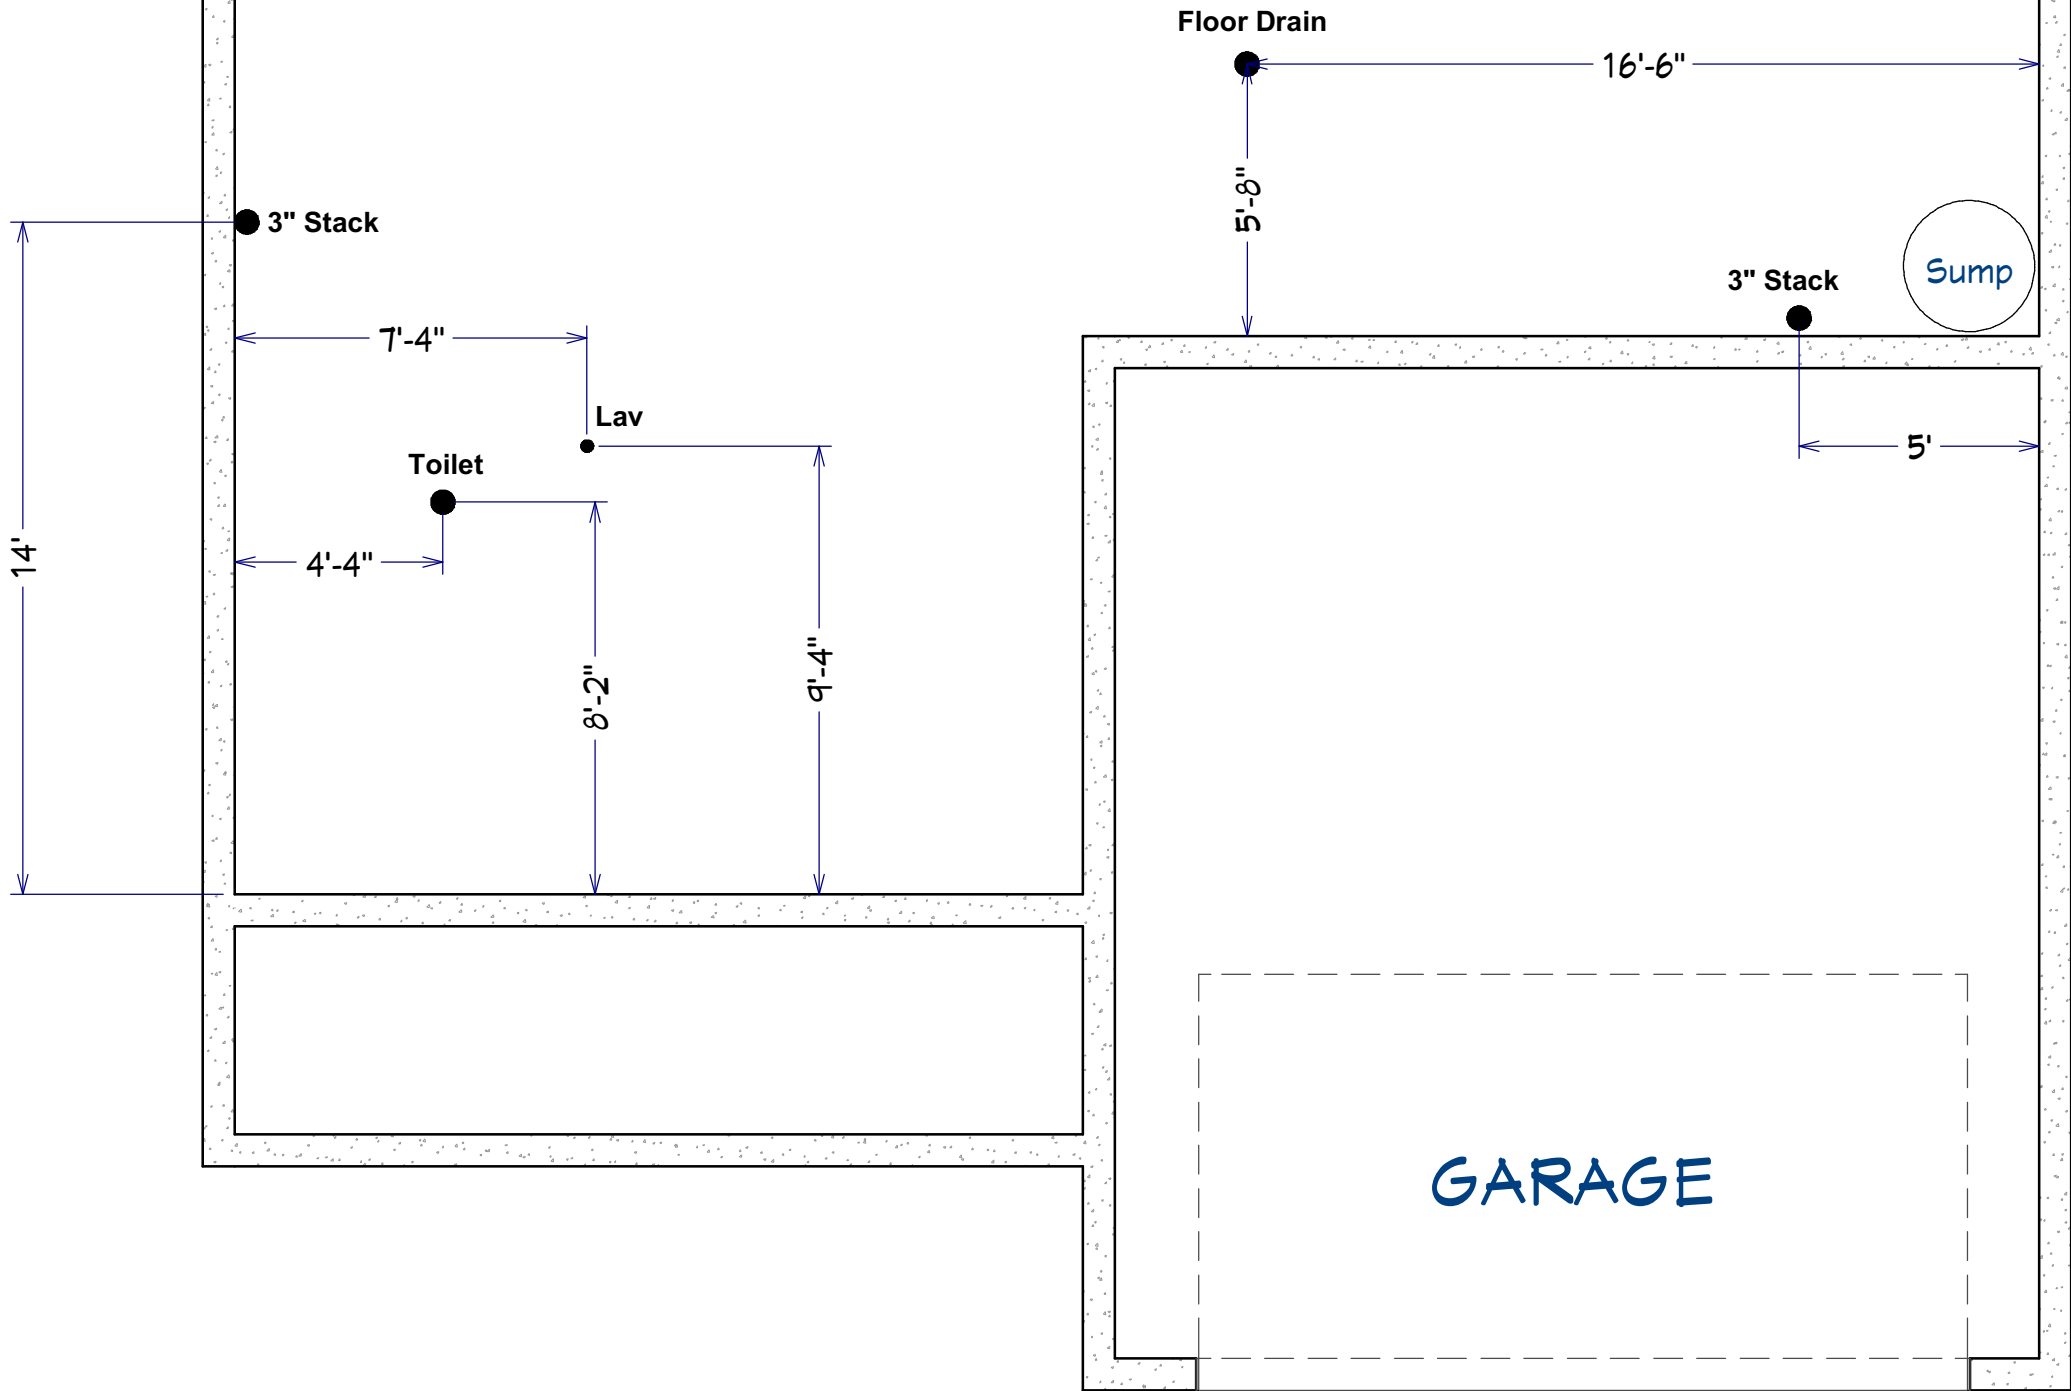 Floor Drain
16'-6"
5'-8"
3" Stack
Sump
3" Stack
7'-4"
Lav
5'
Toilet
14'
4'-4"
9'-4"
8'-2"
GARAGE